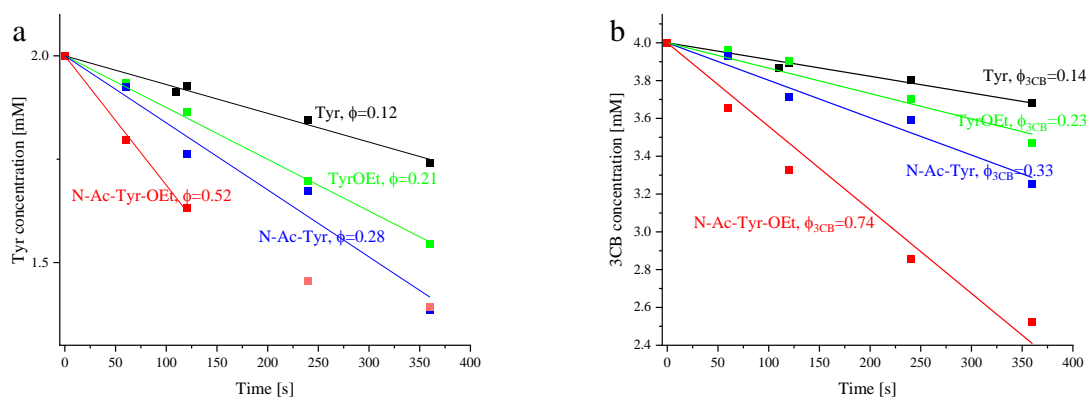 a
2.0
1.5
Tyr concentration [mM]
Tyr, ϕ=0.12
TyrOEt, ϕ=0.21
N-Ac-Tyr-OEt, ϕ=0.52
N-Ac-Tyr, ϕ=0.28
0 50 100 150 200 250 300 350 400
Time [s]
b
4.0
3.8
3.6
3.4
3.2
3.0
2.8
2.6
2.4
3CB concentration [mM]
Tyr, ϕ3CB=0.14
TyrOEt, ϕ3CB=0.23
N-Ac-Tyr, ϕ3CB=0.33
N-Ac-Tyr-OEt, ϕ3CB=0.74
0 50 100 150 200 250 300 350 400
Time [s]